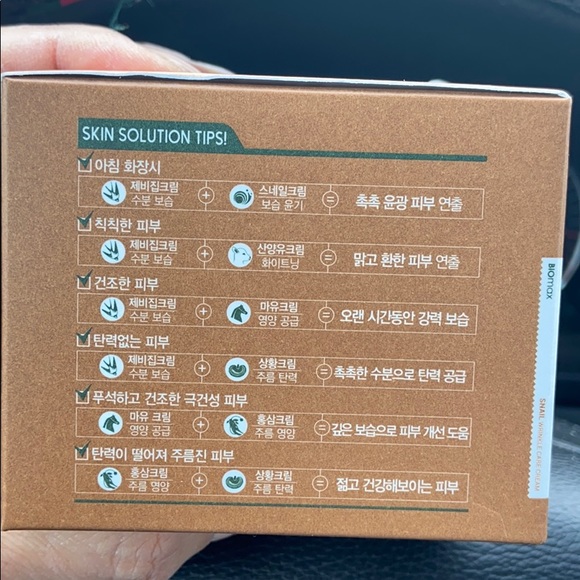 SKIN SOLUTION TIPS!
아침 화장시
제비집크림 + 스네일크림 = 촉촉 윤광 피부 연출
수분 보습 보습 윤기
칙칙한 피부
제비집크림 + 산양유크림 = 맑고 환한 피부 연출
수분 보습 화이트닝
건조한 피부
제비집크림 + 마유크림 = 오랜 시간동안 강력 보습
수분 보습 영양 공급
탄력없는 피부
제비집크림 + 상황크림 = 촉촉한 수분으로 탄력 공급
수분 보습 주름 탄력
푸석하고 건조한 극건성 피부
마유 크림 + 홍삼크림 = 깊은 보습으로 피부 개선 도움
영양 공급 주름 영양
탄력이 떨어져 주름진 피부
홍삼크림 + 상황크림 = 젊고 건강해보이는 피부
주름 영양 주름 탄력
BIOmax
SNAIL WRINKLE CARE CREAM